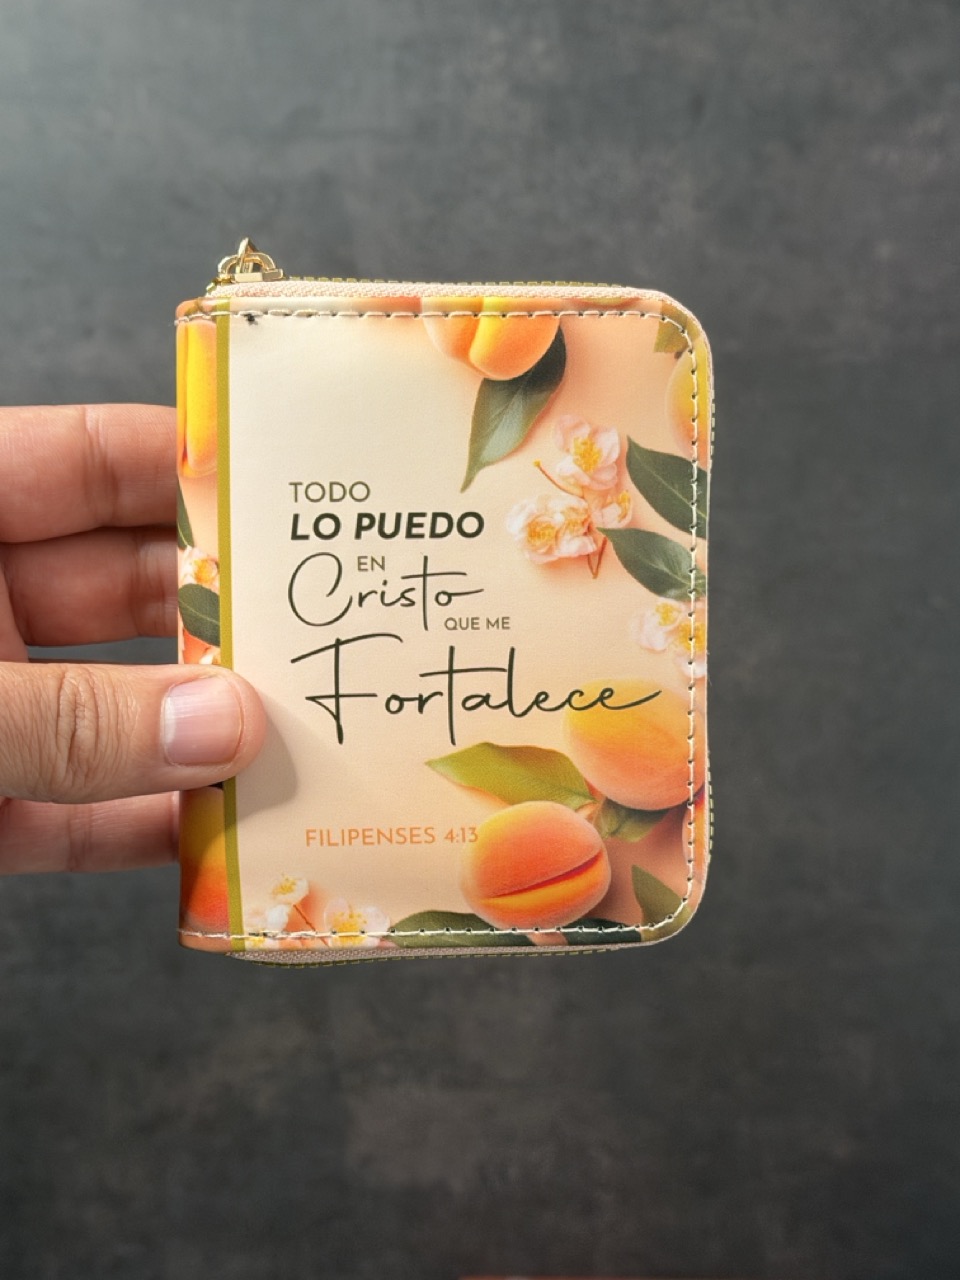 TODO
LO PUEDO
EN
Cristo
QUE ME
Fortalece
FILIPENSES 4:13